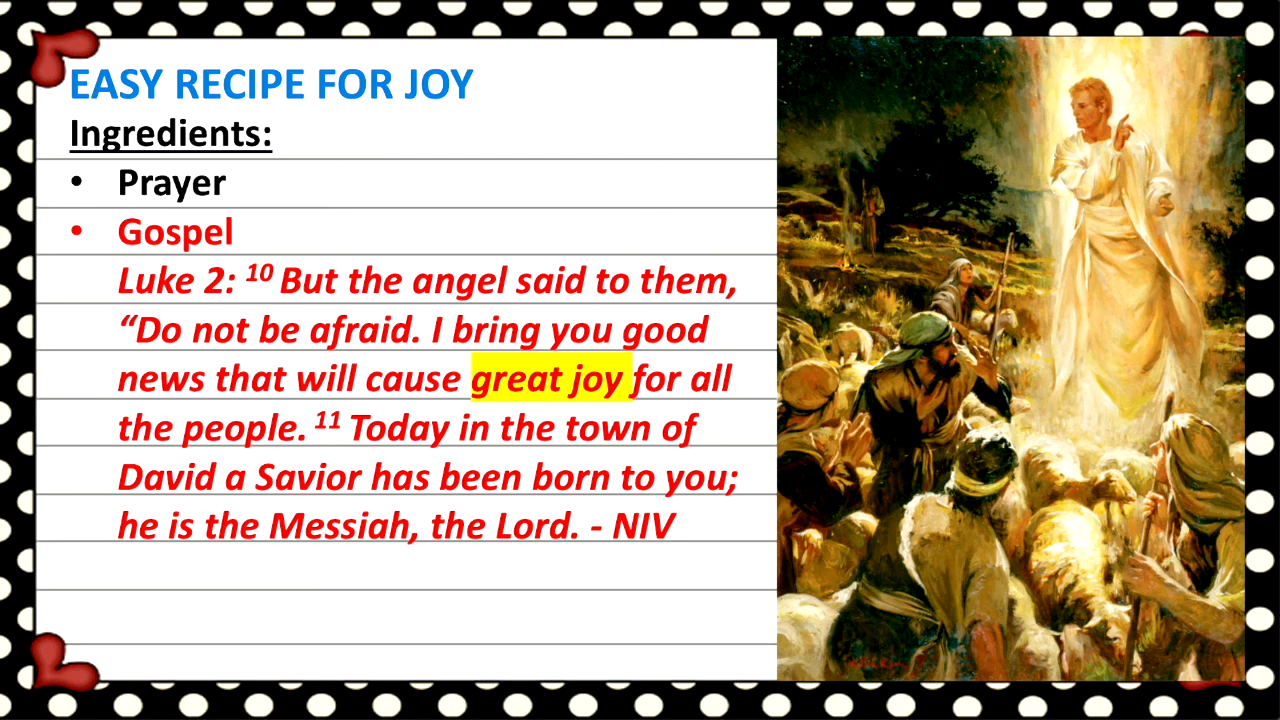 EASY RECIPE FOR JOY
Ingredients:
• Prayer
• Gospel
Luke 2: 10 But the angel said to them,
“Do not be afraid. I bring you good
news that will cause great joy for all
the people. 11 Today in the town of
David a Savior has been born to you;
he is the Messiah, the Lord. - NIV